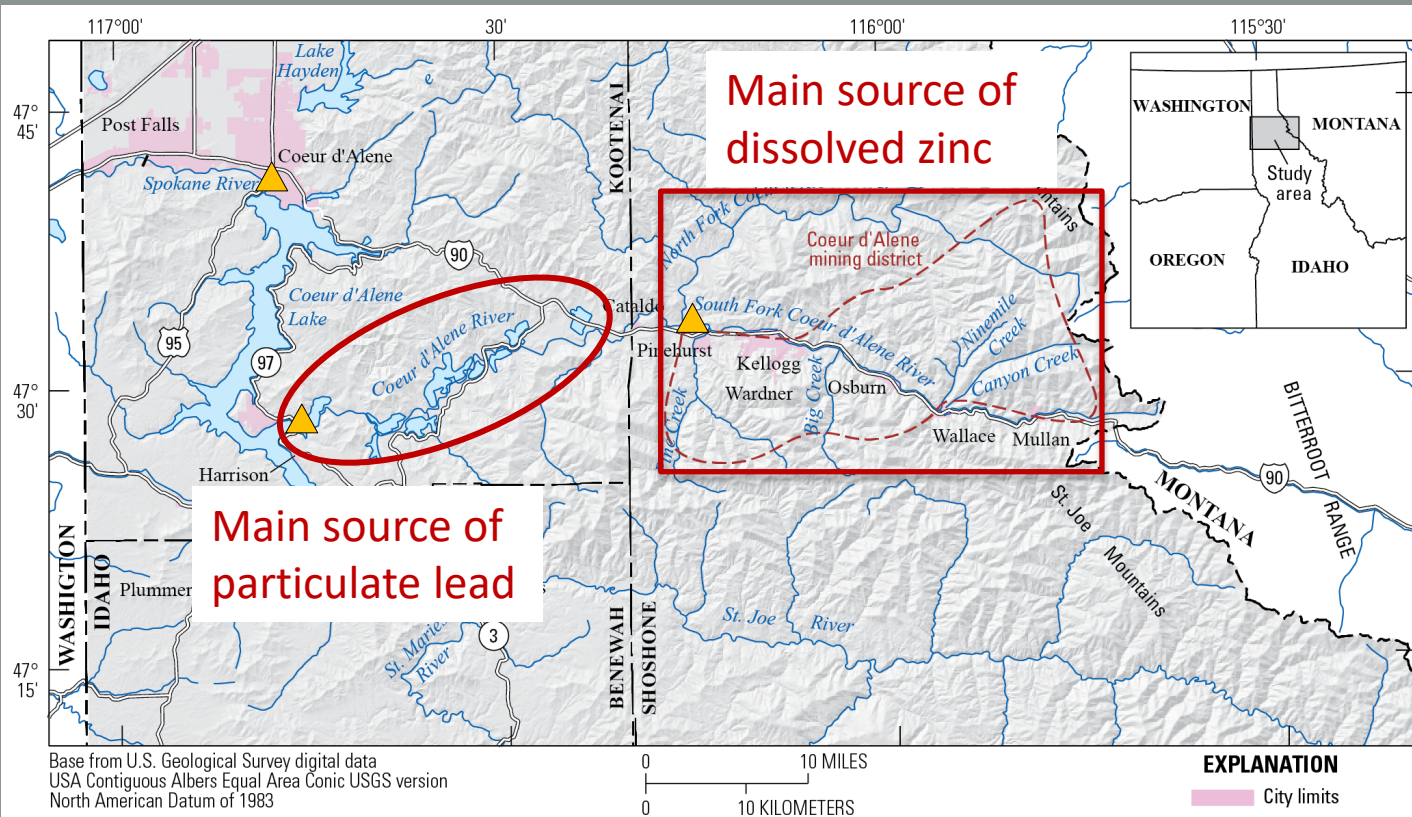 117°00'
30'
116°00'
115°30'
47°
45'
47°
30'
47°
15'
Lake
Hayden
Post Falls
Coeur d'Alene
Spokane River
KOOTENAI
Main source of
dissolved zinc
WASHINGTON
MONTANA
Study
area
OREGON
IDAHO
North Fork
Coeur d'Alene
mining district
90
Coeur d'Alene
Lake
95
97
Coeur d'Alene River
Cataldo
South Fork Coeur d'Alene River
Ninemile
Creek
Canyon Creek
Pinehurst
Kellogg
Wardner
Big Creek
Osburn
Creek
Wallace
Mullan
Harrison
90
BITTERROOT
RANGE
MONTANA
St. Joe
Mountains
Main source of
particulate lead
WASHIGTON
IDAHO
Plummer
St. Maries
River
3
BENEWAH
SHOSHONE
St. Joe River
Base from U.S. Geological Survey digital data
USA Contiguous Albers Equal Area Conic USGS version
North American Datum of 1983
0 10 MILES
0 10 KILOMETERS
EXPLANATION
City limits